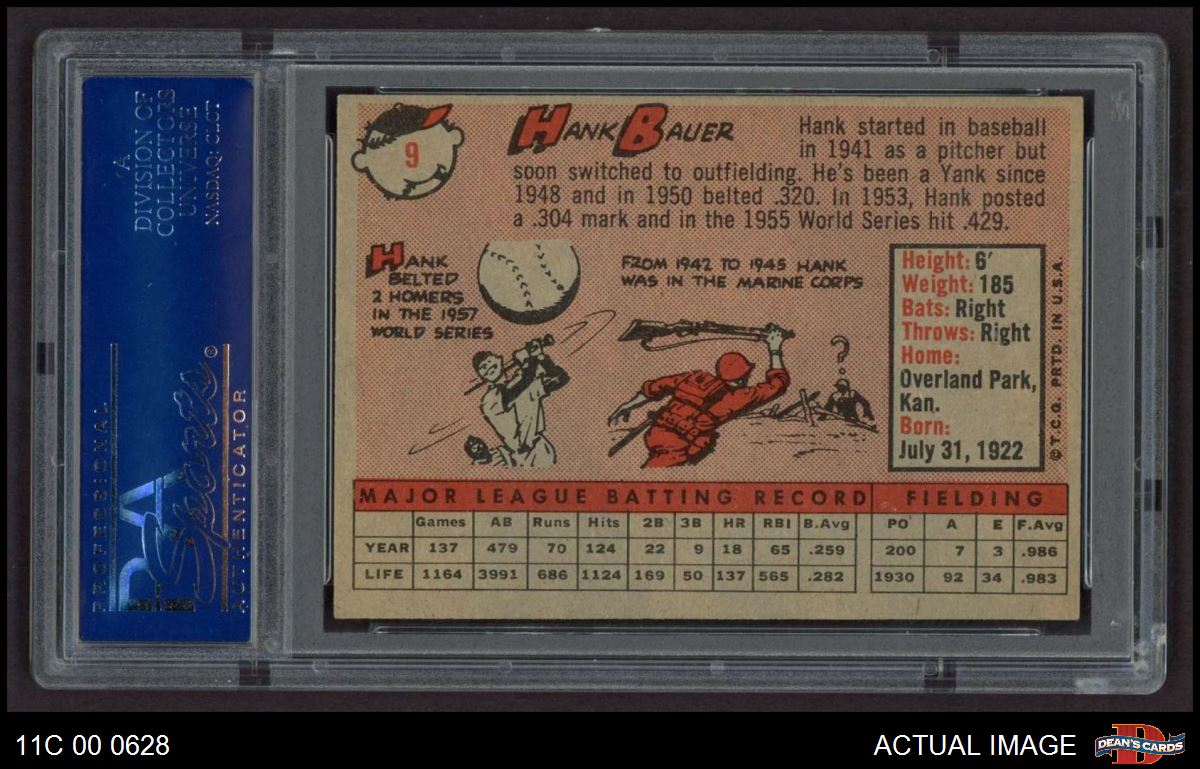 A
DIVISION OF
COLLECTORS
UNIVERSE
NASDAQ: CLCT
PROFESSIONAL
PSA
Sports®
AUTHENTICATOR
9
HANK BAUER
Hank started in baseball
in 1941 as a pitcher but
soon switched to outfielding. He's been a Yank since
1948 and in 1950 belted .320. In 1953, Hank posted
a .304 mark and in the 1955 World Series hit .429.
HANK
BELTED
2 HOMERS
IN THE 1957
WORLD SERIES
FROM 1942 TO 1945 HANK
WAS IN THE MARINE CORPS
?
Height: 6'
Weight: 185
Bats: Right
Throws: Right
Home:
Overland Park,
Kan.
Born:
July 31, 1922
© T.C.G. PRTD. IN U.S.A.
MAJOR LEAGUE BATTING RECORD FIELDING
Games AB Runs Hits 2B 3B HR RBI B.Avg PO A E F.Avg
YEAR 137 479 70 124 22 9 18 65 .259 200 7 3 .986
LIFE 1164 3991 686 1124 169 50 137 565 .282 1930 92 34 .983
11C 00 0628
ACTUAL IMAGE
D
DEAN'S CARDS